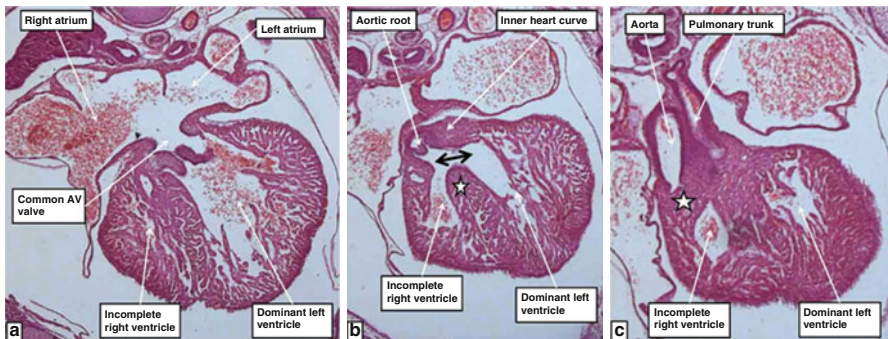 Right atrium
Left atrium
Common AV
valve
Incomplete
right ventricle
Dominant left
ventricle
a
Aortic root
Inner heart curve
Incomplete
right ventricle
Dominant left
ventricle
b
Aorta
Pulmonary trunk
Incomplete
right ventricle
Dominant left
ventricle
c